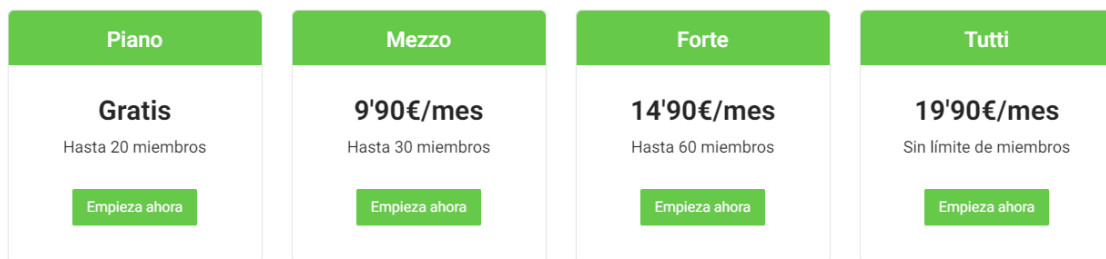 Piano
Gratis
Hasta 20 miembros
Empieza ahora
Mezzo
9'90€/mes
Hasta 30 miembros
Empieza ahora
Forte
14'90€/mes
Hasta 60 miembros
Empieza ahora
Tutti
19'90€/mes
Sin límite de miembros
Empieza ahora